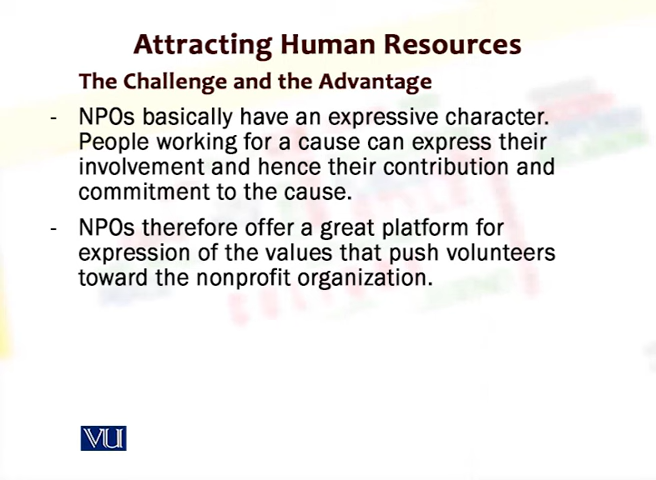 Attracting Human Resources
The Challenge and the Advantage
- NPOs basically have an expressive character.
People working for a cause can express their
involvement and hence their contribution and
commitment to the cause.
- NPOs therefore offer a great platform for
expression of the values that push volunteers
toward the nonprofit organization.
VU